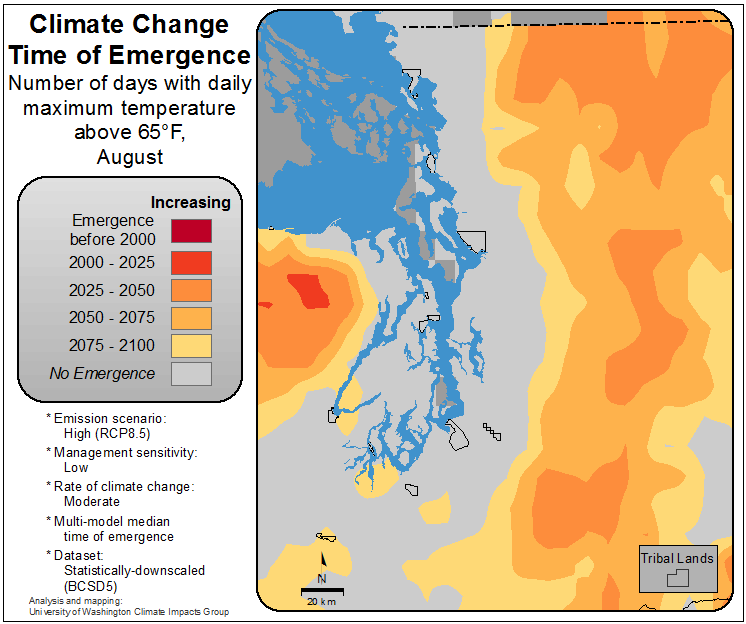 Climate Change
Time of Emergence
Number of days with daily
maximum temperature
above 65°F,
August
Increasing
Emergence
before 2000
2000 - 2025
2025 - 2050
2050 - 2075
2075 - 2100
No Emergence
* Emission scenario:
High (RCP8.5)
* Management sensitivity:
Low
* Rate of climate change:
Moderate
* Multi-model median
time of emergence
* Dataset:
Statistically-downscaled
(BCSD5)
Analysis and mapping:
University of Washington Climate Impacts Group
N
20 km
Tribal Lands